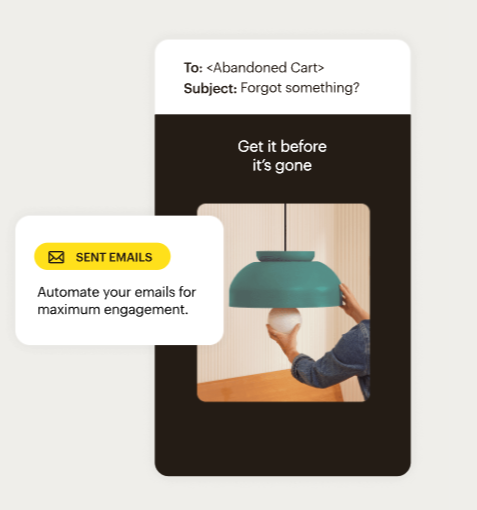 To: <Abandoned Cart>
Subject: Forgot something?
Get it before
it's gone
SENT EMAILS
Automate your emails for
maximum engagement.